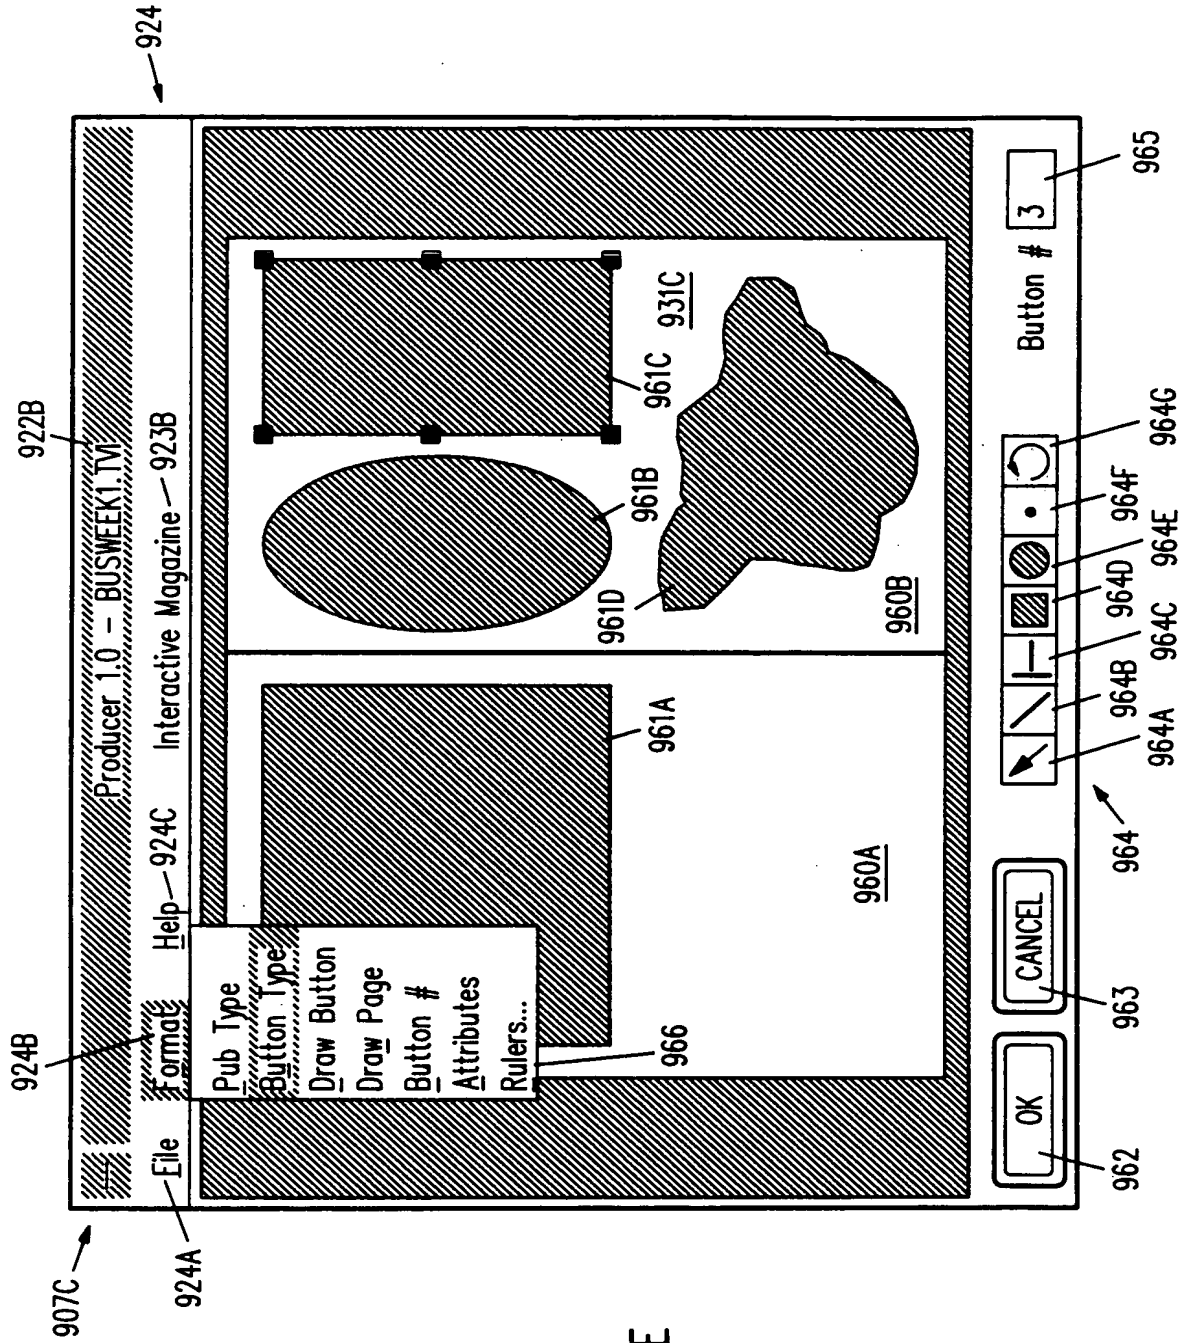 907C
924
922B
Producer 1.0 – BUSWEEK1.TVI
924A
924B
File
Format
Help
924C
Interactive Magazine
923B
Pub Type
Button Type
Draw Button
Draw Page
Button #
Attributes
Rulers...
966
961A
961B
961C
931C
961D
960A
960B
OK
CANCEL
Button #
3
962
963
964
964A
964B
964C
964D
964E
964F
964G
965
E